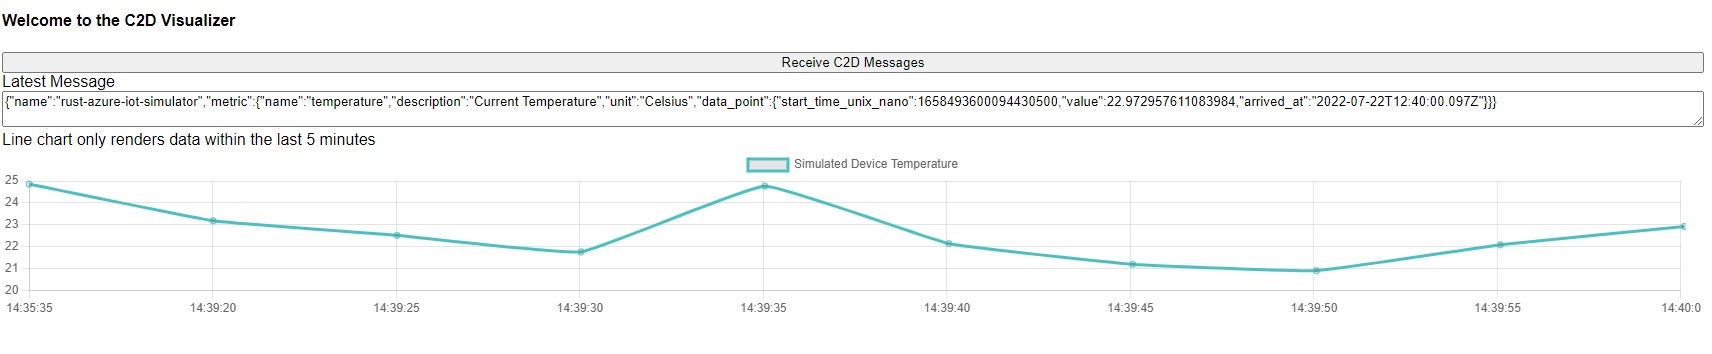 Welcome to the C2D Visualizer
Receive C2D Messages
Latest Message
{"name":"rust-azure-iot-simulator","metric":{"name":"temperature","description":"Current Temperature","unit":"Celsius","data_point":{"start_time_unix_nano":1658493600094430500,"value":22.972957611083984,"arrived_at":"2022-07-22T12:40:00.097Z"}}}
Line chart only renders data within the last 5 minutes
Simulated Device Temperature
25
24
23
22
21
20
14:35:35 14:39:20 14:39:25 14:39:30 14:39:35 14:39:40 14:39:45 14:39:50 14:39:55 14:40:0